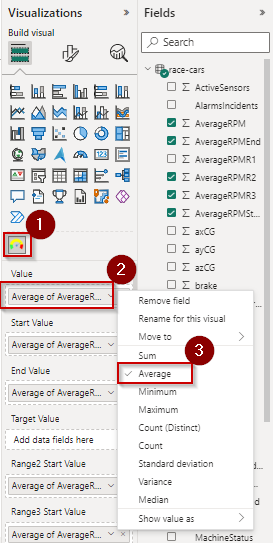 Visualizations
Build visual
1
Value
2
Average of AverageR...
Start Value
Average of AverageR...
End Value
Average of AverageR...
Target Value
Add data fields here
Range2 Start Value
Average of AverageR...
Range3 Start Value
Average of AverageR...
Fields
Search
race-cars
ActiveSensors
AlarmsIncidents
AverageRPM
AverageRPMEnd
AverageRPMR1
AverageRPMR2
AverageRPMR3
AverageRPMSt...
axCG
ayCG
azCG
brake
Remove field
Rename for this visual
Move to
3
Sum
Average
Minimum
Maximum
Count (Distinct)
Count
Standard deviation
Variance
Median
Show value as
MachineStatus